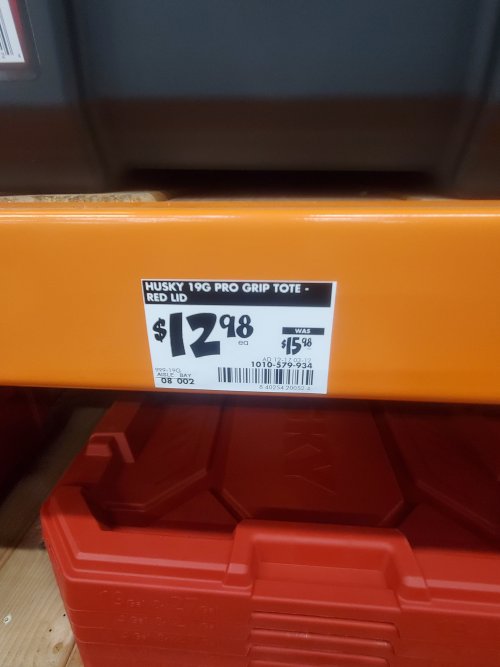 HUSKY 19G PRO GRIP TOTE -
RED LID
$12.98
ea
WAS
$15.98
1010-579-934
AISLE BAY
08 002
HUSKY